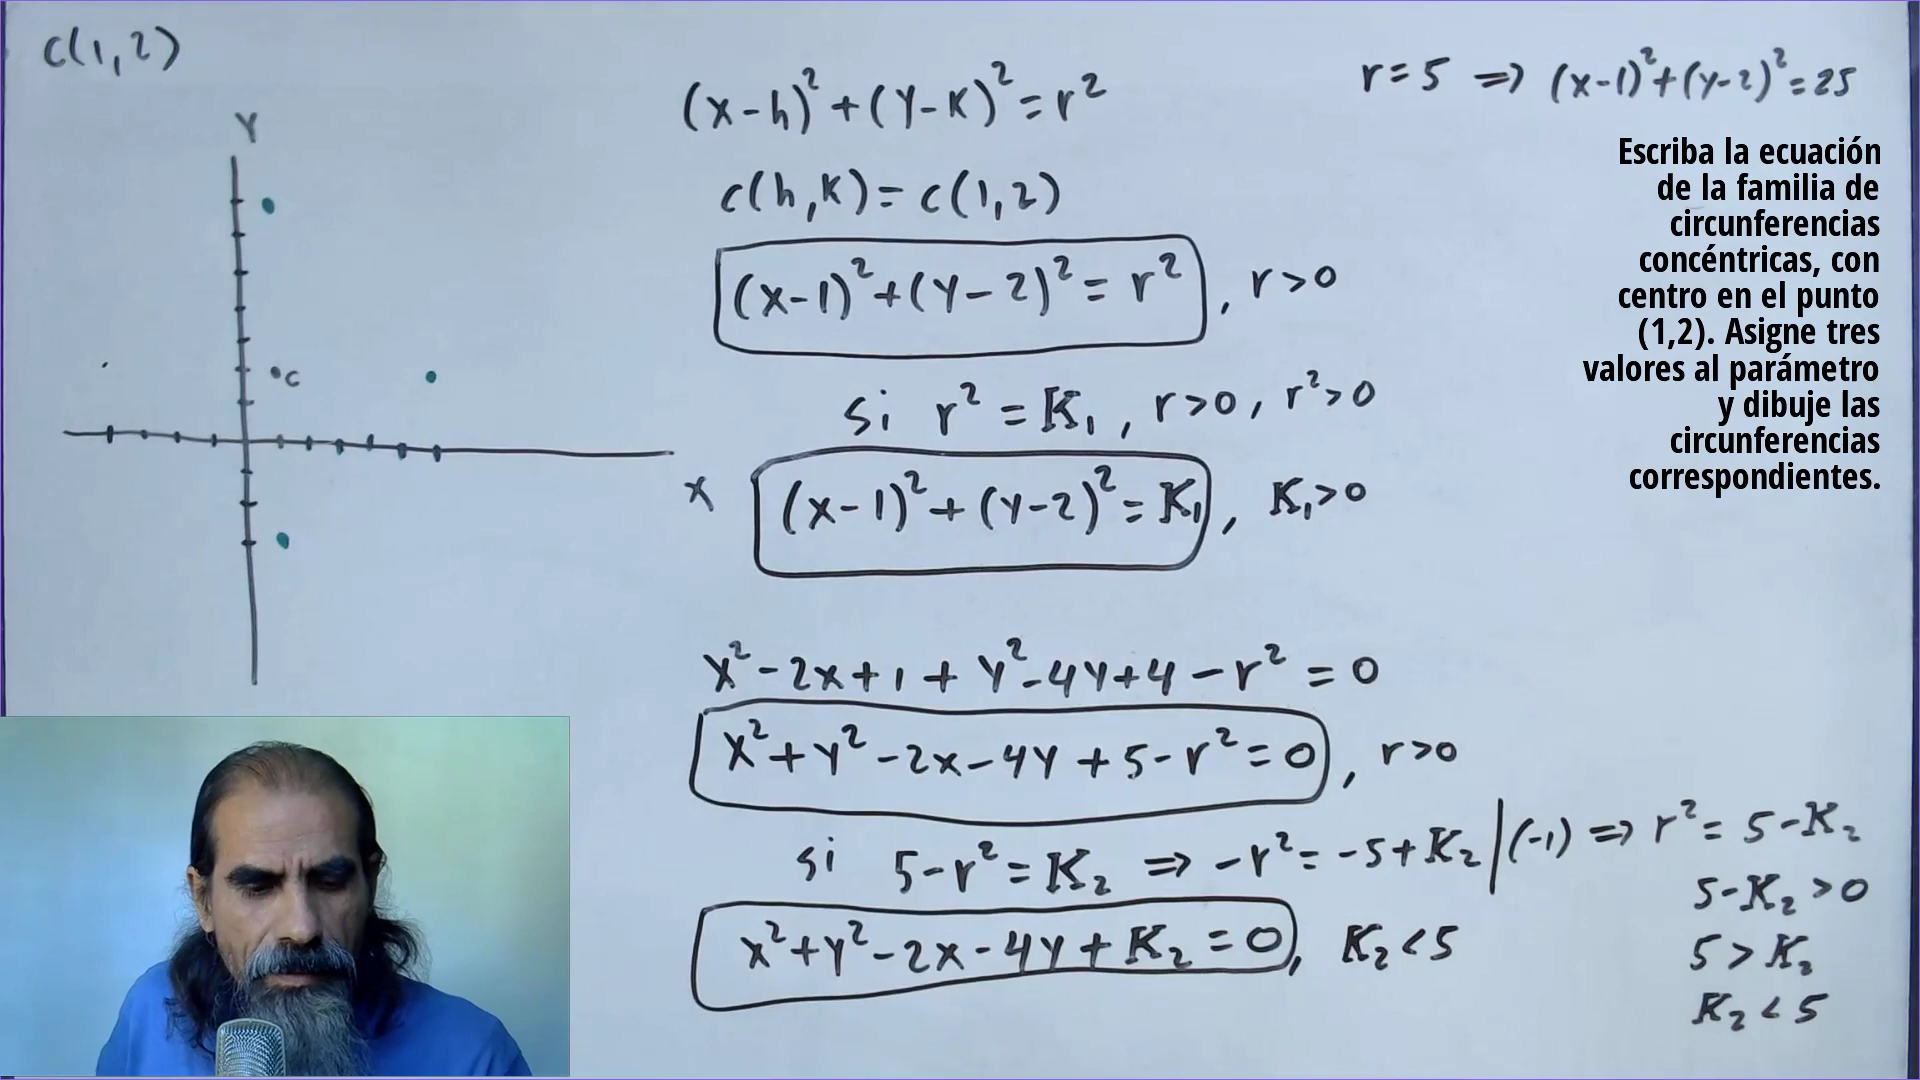 C(1,2)
Y
C
X
(x-h)²+(y-k)²=r²
C(h,k)=C(1,2)
(x-1)²+(y-2)²=r², r>0
si r²=K₁, r>0, r²>0
(x-1)²+(y-2)²=K₁, K₁>0
x²-2x+1+y²-4y+4-r²=0
x²+y²-2x-4y+5-r²=0, r>0
si 5-r²=K₂ ⇒ -r²=-5+K₂ |(-1) ⇒ r²=5-K₂
5-K₂>0
5>K₂
K₂<5
x²+y²-2x-4y+K₂=0, K₂<5
r=5 ⇒ (x-1)²+(y-2)²=25
Escriba la ecuación
de la familia de
circunferencias
concéntricas, con
centro en el punto
(1,2). Asigne tres
valores al parámetro
y dibuje las
circunferencias
correspondientes.